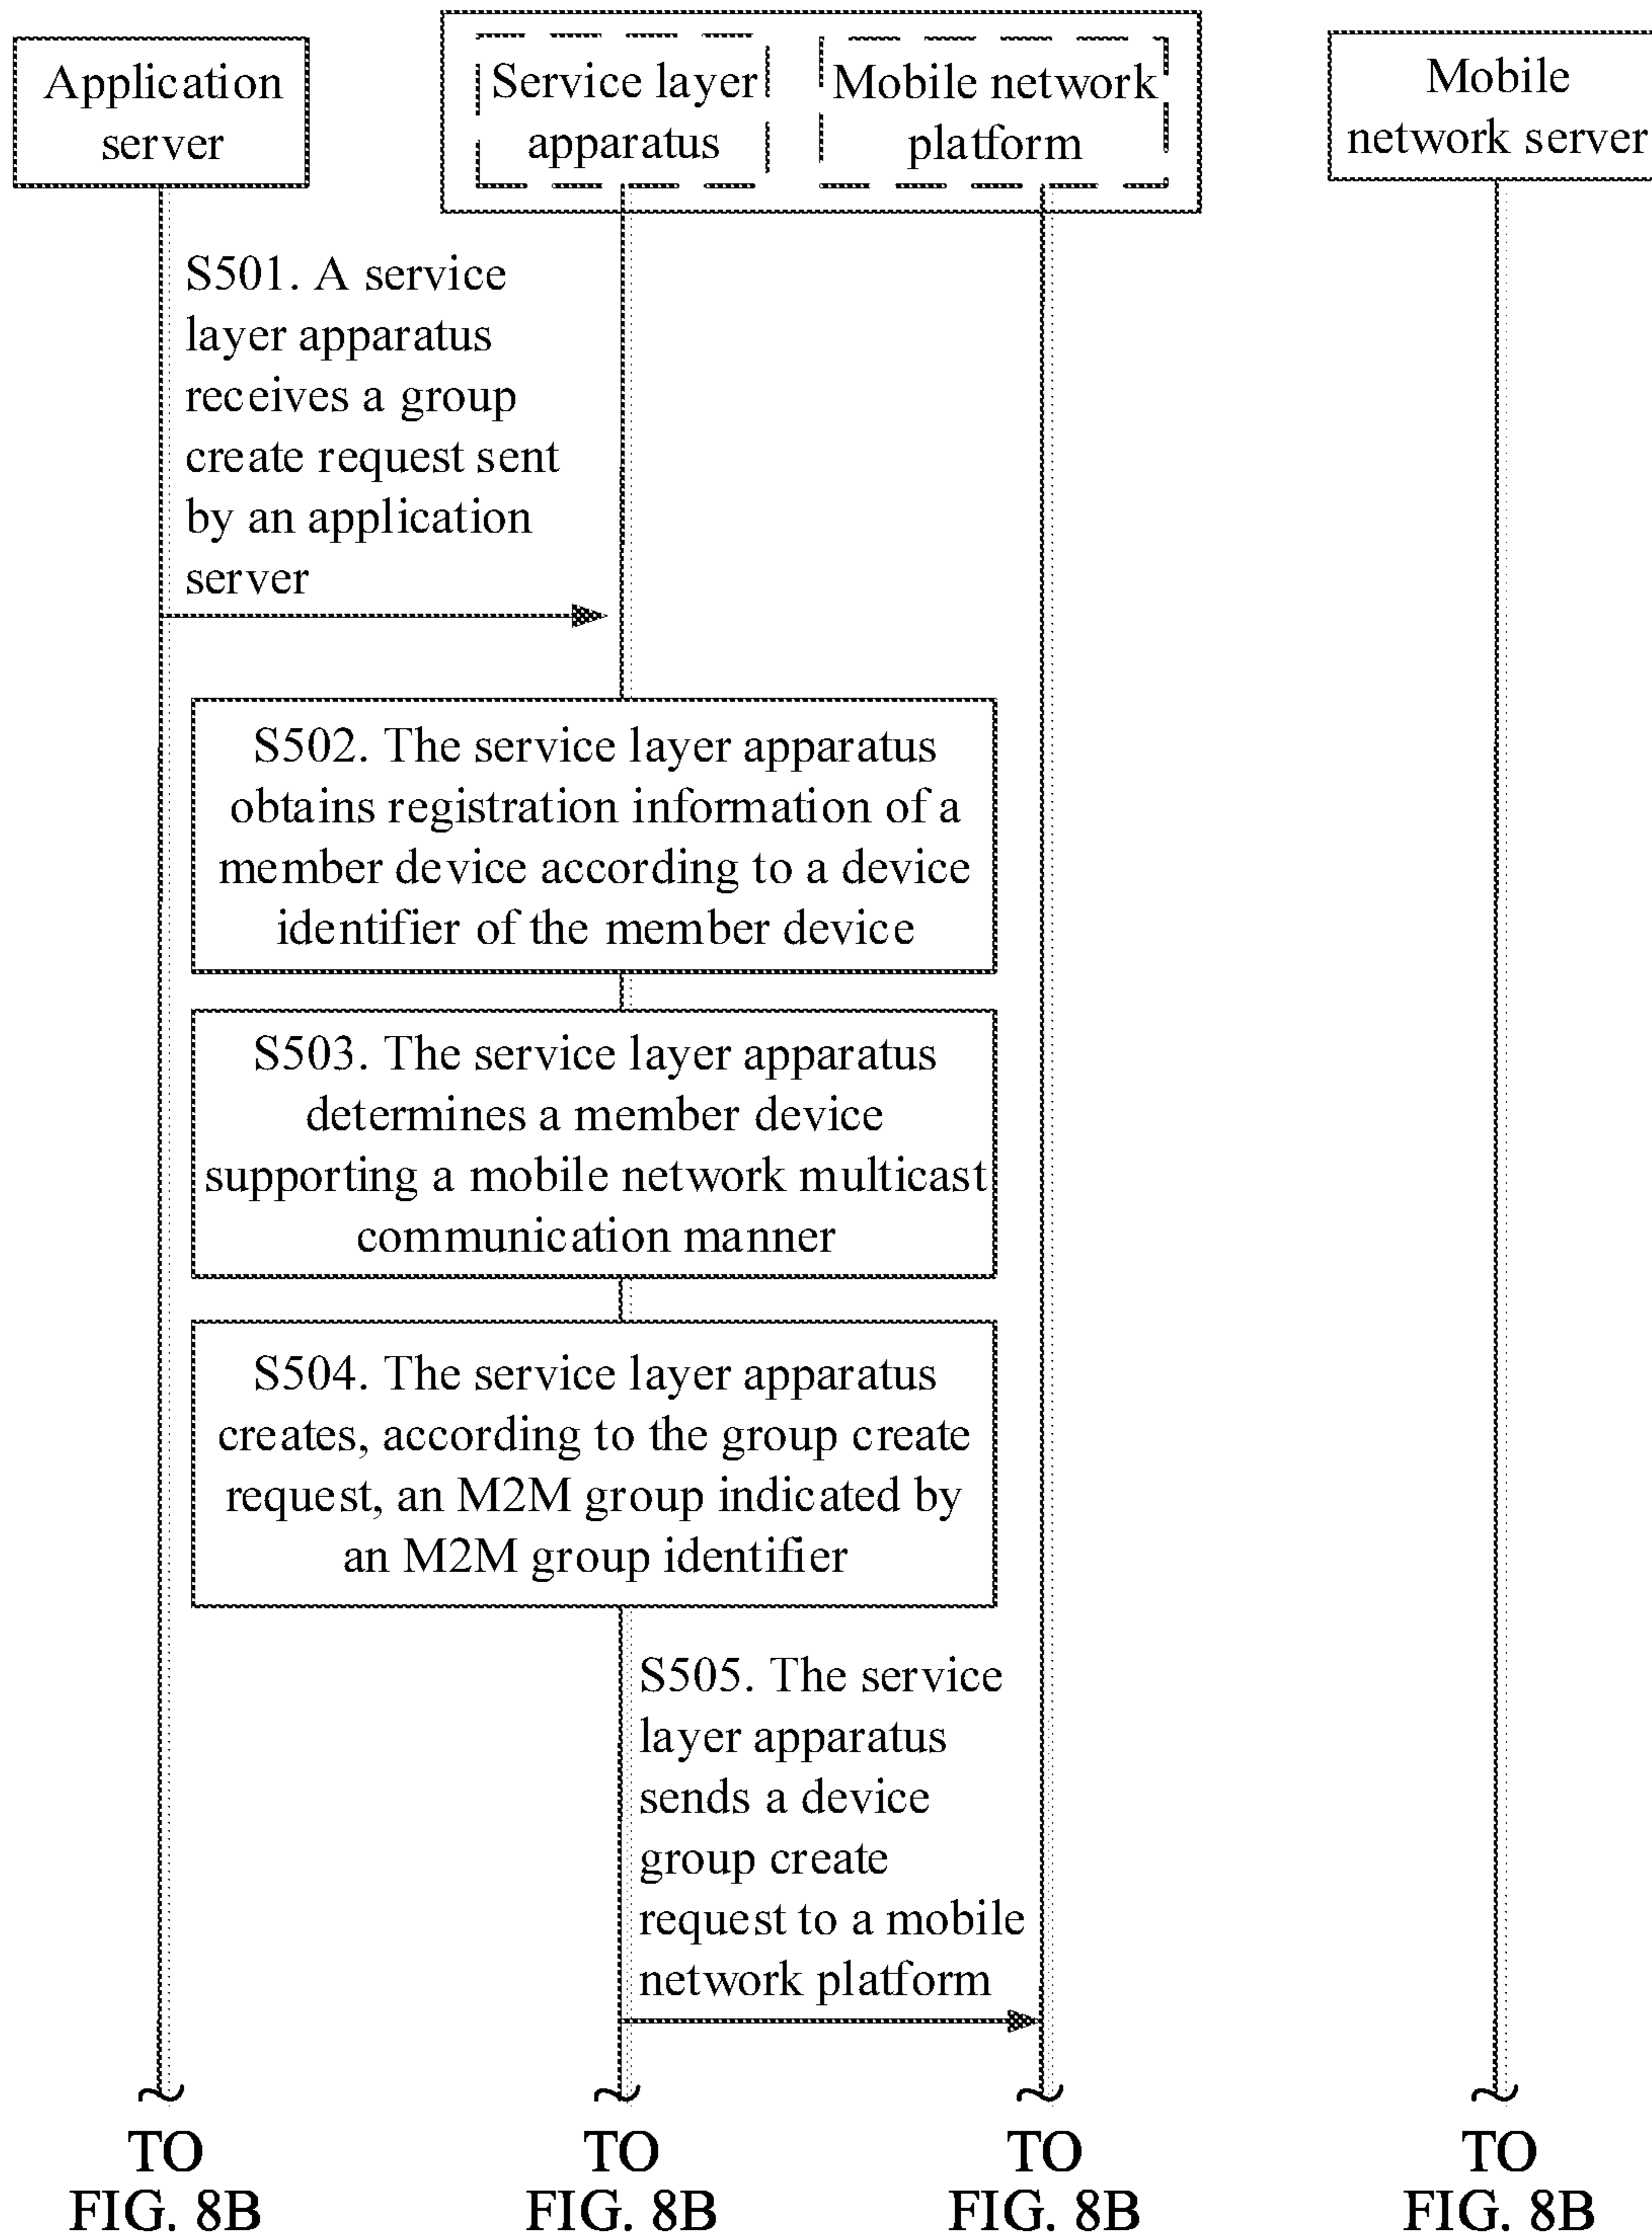 Application
server
Service layer
apparatus
Mobile network
platform
Mobile
network server
S501. A service
layer apparatus
receives a group
create request sent
by an application
server
S502. The service layer apparatus
obtains registration information of a
member device according to a device
identifier of the member device
S503. The service layer apparatus
determines a member device
supporting a mobile network multicast
communication manner
S504. The service layer apparatus
creates, according to the group create
request, an M2M group indicated by
an M2M group identifier
S505. The service
layer apparatus
sends a device
group create
request to a mobile
network platform
TO
FIG. 8B
TO
FIG. 8B
TO
FIG. 8B
TO
FIG. 8B